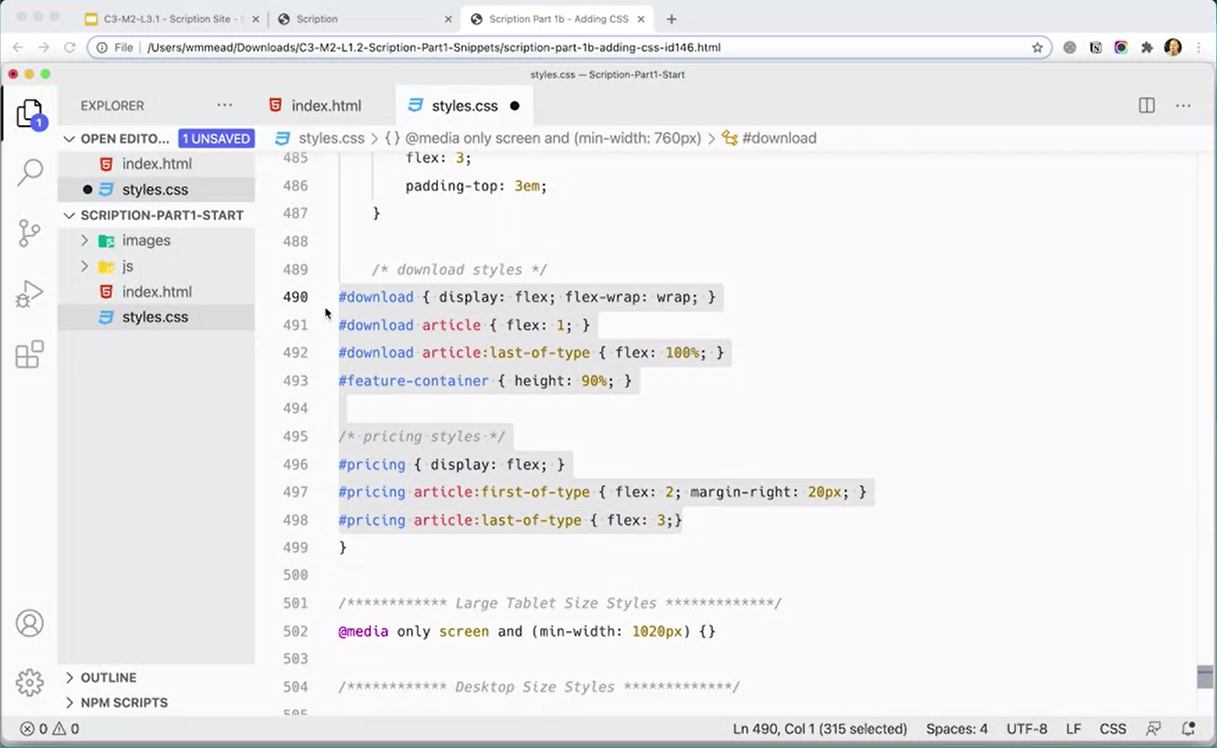 C3-M2-L3.1 - Scription Site -
Scription
Scription Part 1b - Adding CSS
File
/Users/wmmead/Downloads/C3-M2-L1.2-Scription-Part1-Snippets/scription-part-1b-adding-css-id146.html
styles.css — Scription-Part1-Start
EXPLORER
index.html
styles.css
OPEN EDITO...
1 UNSAVED
styles.css > {} @media only screen and (min-width: 760px) > #download
index.html
styles.css
SCRIPTION-PART1-START
images
js
index.html
styles.css
OUTLINE
NPM SCRIPTS
1
485 flex: 3;
486 padding-top: 3em;
487 }
488
489 /* download styles */
490 #download { display: flex; flex-wrap: wrap; }
491 #download article { flex: 1; }
492 #download article:last-of-type { flex: 100%; }
493 #feature-container { height: 90%; }
494
495 /* pricing styles */
496 #pricing { display: flex; }
497 #pricing article:first-of-type { flex: 2; margin-right: 20px; }
498 #pricing article:last-of-type { flex: 3;}
499 }
500
501 /************ Large Tablet Size Styles *************/
502 @media only screen and (min-width: 1020px) {}
503
504 /************ Desktop Size Styles *************/
505
0 0
Ln 490, Col 1 (315 selected)
Spaces: 4
UTF-8
LF
CSS